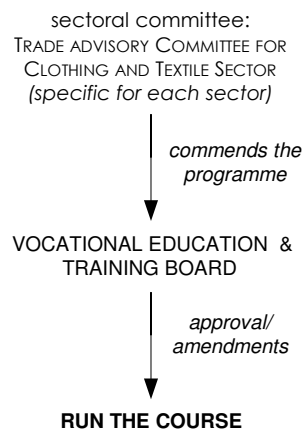 sectoral committee:
TRADE ADVISORY COMMITTEE FOR
CLOTHING AND TEXTILE SECTOR
(specific for each sector)
commends the
programme
VOCATIONAL EDUCATION &
TRAINING BOARD
approval/
amendments
RUN THE COURSE